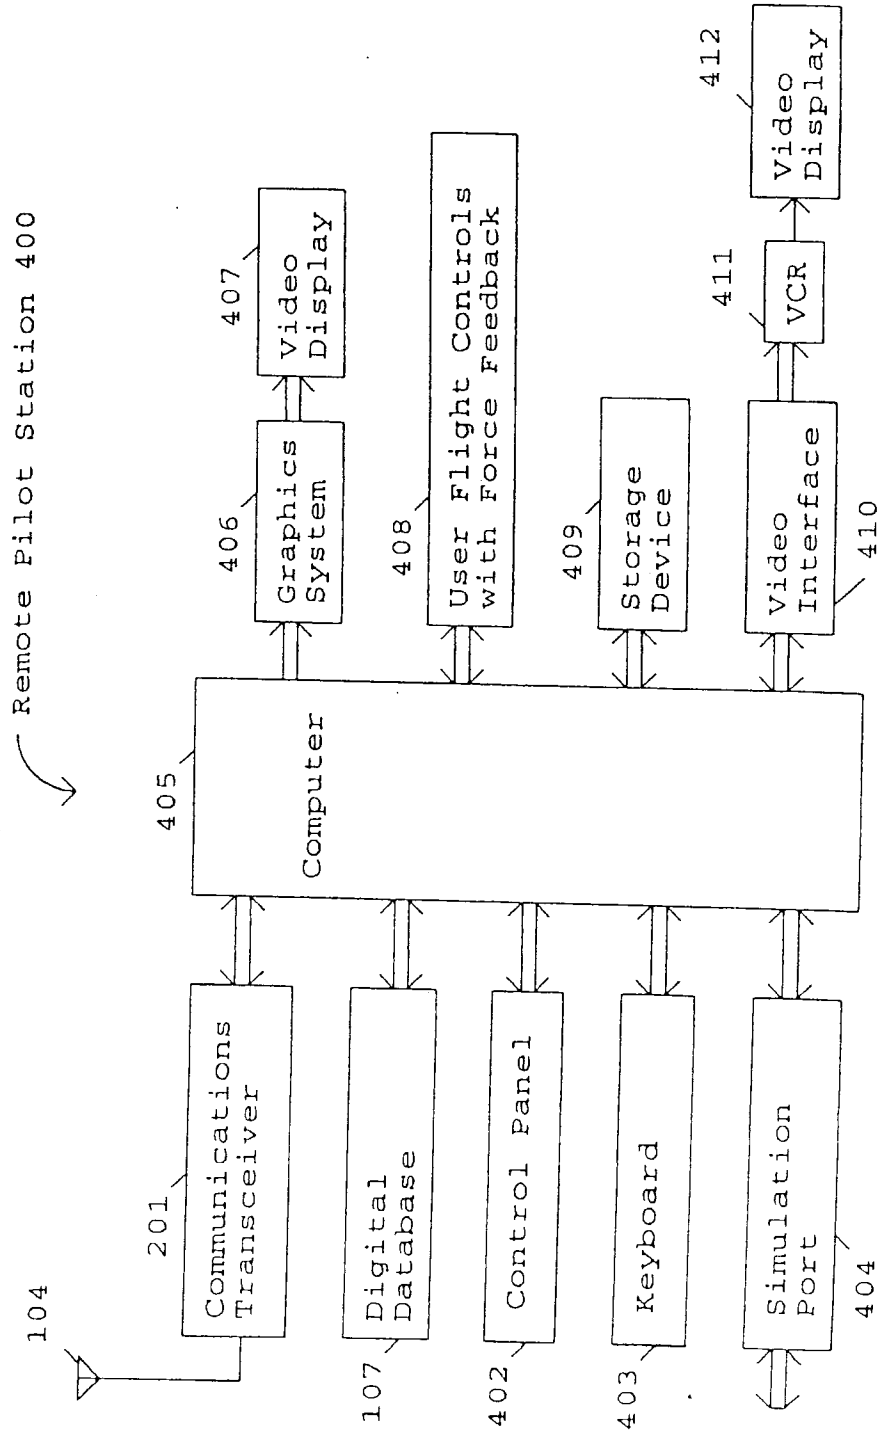 Remote Pilot Station 400
104
201
Communications
Transceiver
107
Digital
Database
402
Control Panel
403
Keyboard
404
Simulation
Port
405
Computer
406
Graphics
System
407
Video
Display
408
User Flight Controls
with Force Feedback
409
Storage
Device
410
Video
Interface
411
VCR
412
Video
Display